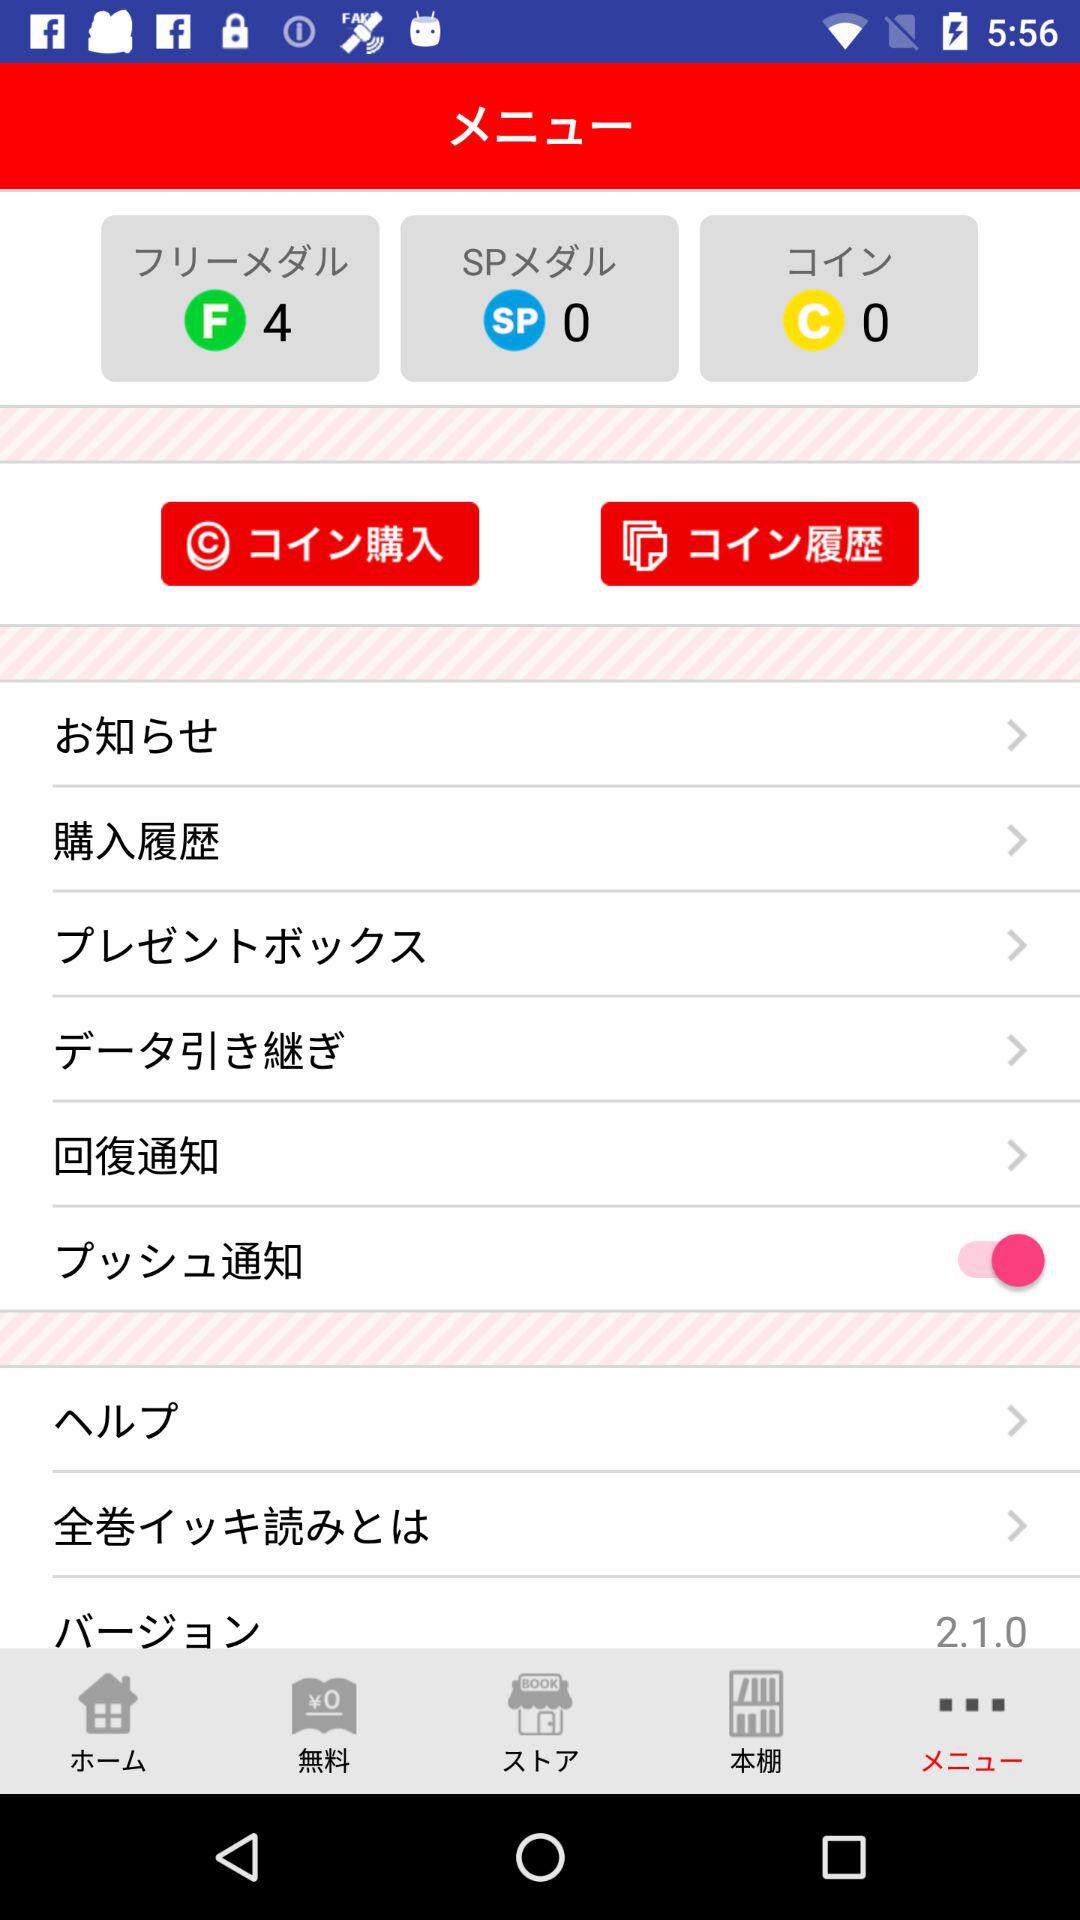 FAKE 5:56
メニュー
フリーメダル SPメダル コイン
F 4 SP 0 C 0
C コイン購入 コイン履歴
お知らせ
購入履歴
プレゼントボックス
データ引き継ぎ
回復通知
プッシュ通知
ヘルプ
全巻イッキ読みとは
バージョン 2.1.0
¥0 BOOK
ホーム 無料 ストア 本棚 メニュー